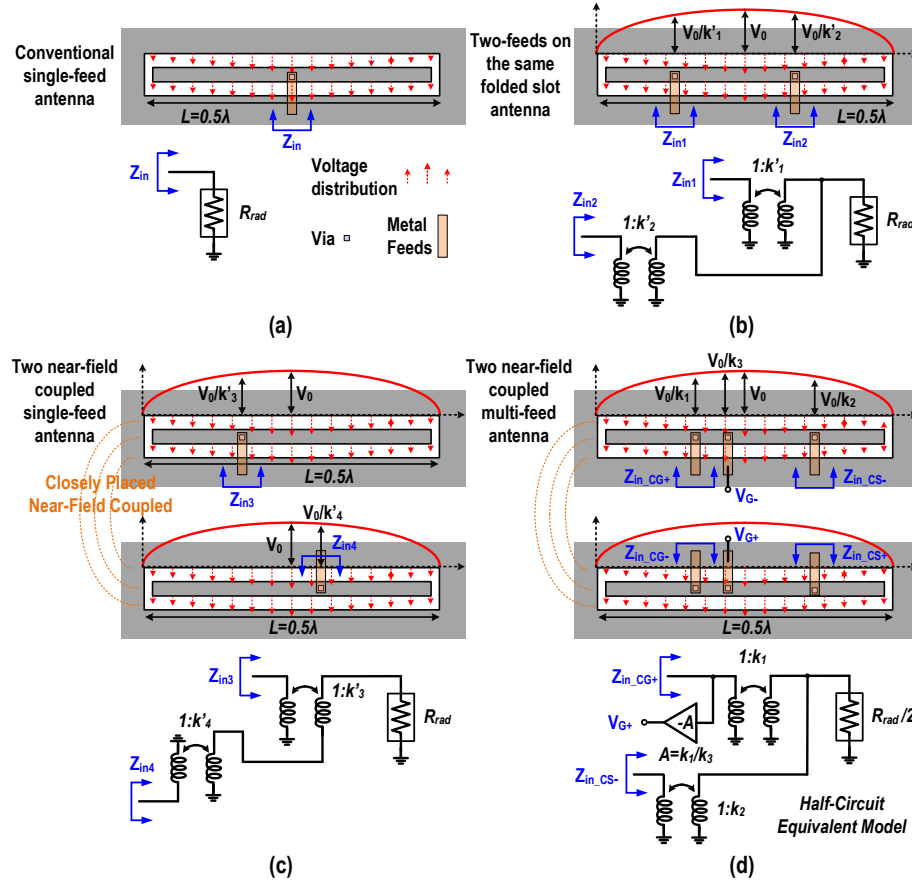 Conventional
single-feed
antenna
L=0.5λ
Zin
Zin
Rrad
Voltage
distribution
Via
Metal
Feeds
(a)
Two-feeds on
the same
folded slot
antenna
V0/k'1
V0
V0/k'2
L=0.5λ
Zin1
Zin2
Zin1
1:k'1
Zin2
1:k'2
Rrad
(b)
Two near-field
coupled
single-feed
antenna
V0/k'3
V0
L=0.5λ
Zin3
Closely Placed
Near-Field Coupled
V0/k'4
V0
Zin4
L=0.5λ
Zin3
1:k'3
Rrad
1:k'4
Zin4
(c)
Two near-field
coupled
multi-feed
antenna
V0/k3
V0/k1
V0
V0/k2
Zin_CG+
Zin_CS-
VG-
L=0.5λ
VG+
Zin_CG-
Zin_CS+
L=0.5λ
1:k1
Zin_CG+
Rrad/2
-A
VG+
A=k1/k3
Zin_CS-
1:k2
Half-Circuit
Equivalent Model
(d)